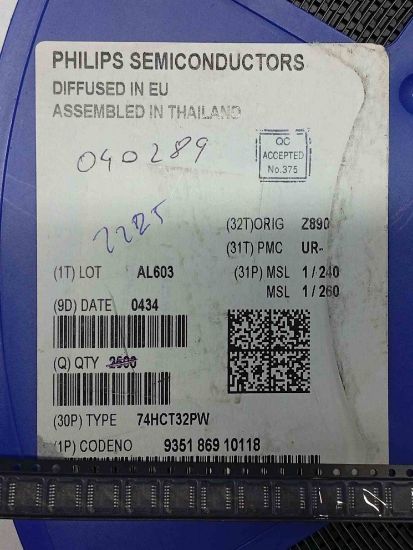 PHILIPS SEMICONDUCTORS
DIFFUSED IN EU
ASSEMBLED IN THAILAND
040289
QC
ACCEPTED
No.375
2225
(32T)ORIG Z890
(31T) PMC UR-
(1T) LOT AL603 (31P) MSL 1/240
MSL 1/260
(9D) DATE 0434
(Q) QTY 2500
(30P) TYPE 74HCT32PW
(1P) CODENO 9351 869 10118